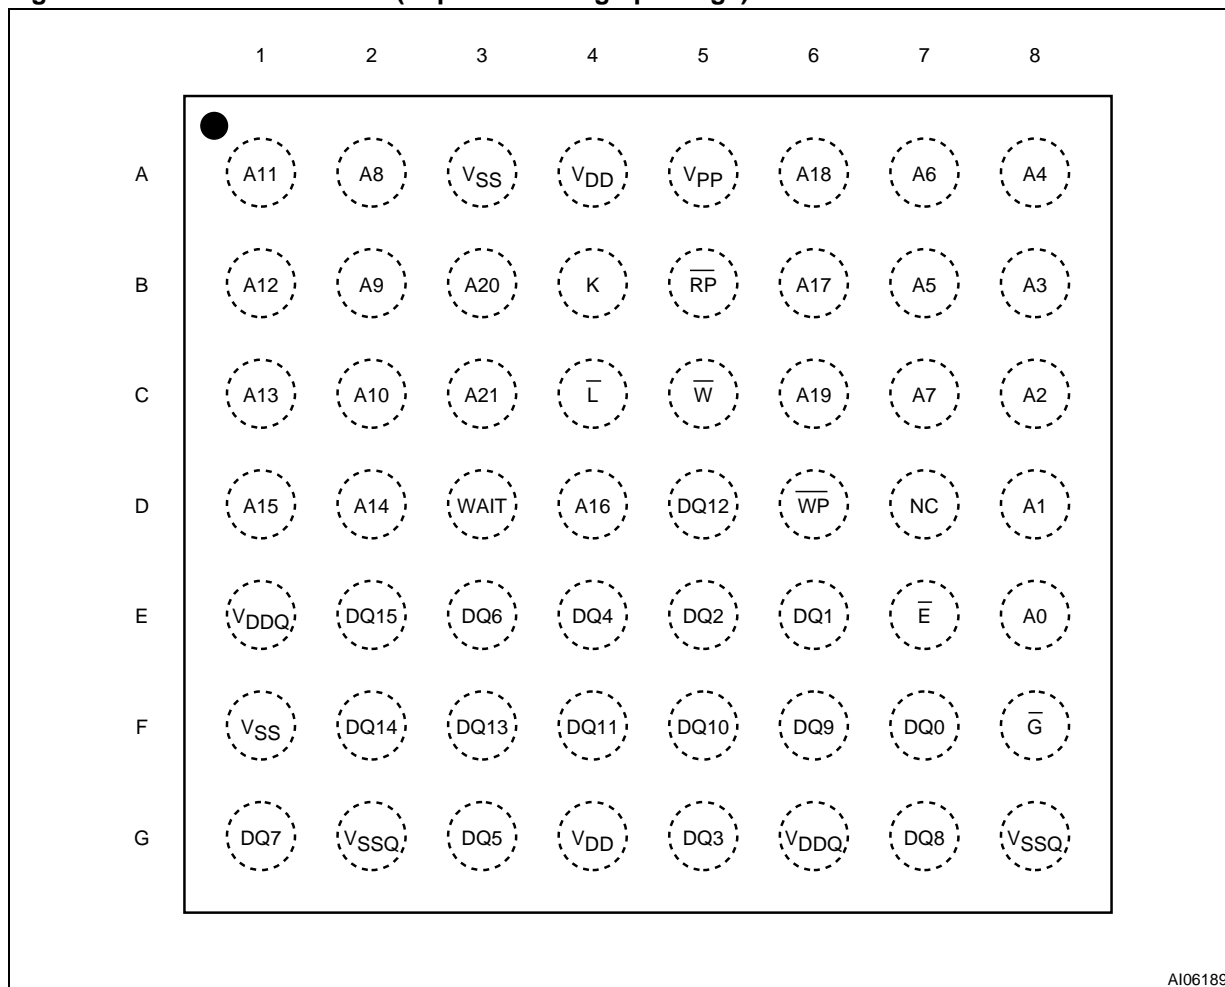 1 2 3 4 5 6 7 8
A A11 A8 VSS VDD VPP A18 A6 A4
B A12 A9 A20 K R̅P̅ A17 A5 A3
C A13 A10 A21 L̅ W̅ A19 A7 A2
D A15 A14 WAIT A16 DQ12 W̅P̅ NC A1
E VDDQ DQ15 DQ6 DQ4 DQ2 DQ1 E̅ A0
F VSS DQ14 DQ13 DQ11 DQ10 DQ9 DQ0 G̅
G DQ7 VSSQ DQ5 VDD DQ3 VDDQ DQ8 VSSQ
AI06189